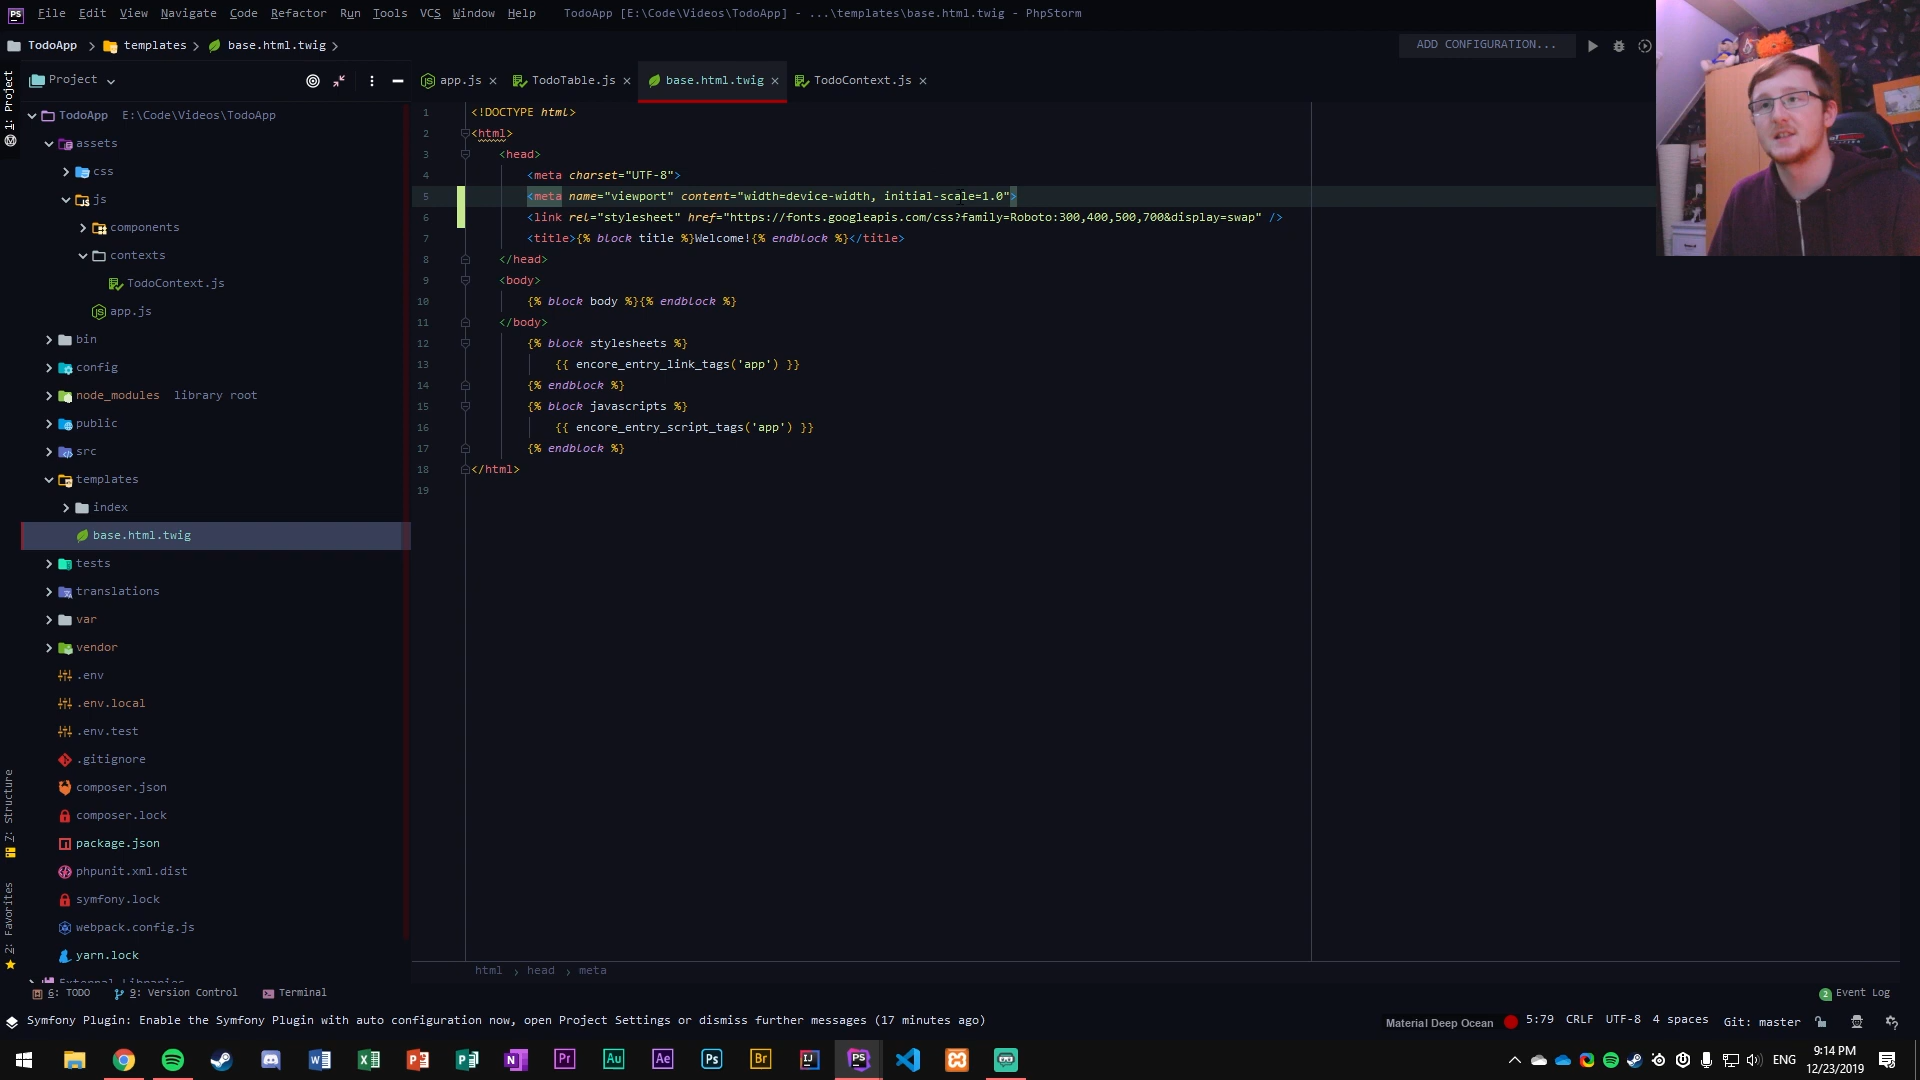 PS File Edit View Navigate Code Refactor Run Tools VCS Window Help TodoApp [E:\Code\Videos\TodoApp] - ...\templates\base.html.twig - PhpStorm
TodoApp templates base.html.twig ADD CONFIGURATION...
1: Project
Project
app.js TodoTable.js base.html.twig TodoContext.js
TodoApp E:\Code\Videos\TodoApp
assets
css
js
components
contexts
TodoContext.js
app.js
bin
config
node_modules library root
public
src
templates
index
base.html.twig
tests
translations
var
vendor
.env
.env.local
.env.test
.gitignore
composer.json
composer.lock
package.json
phpunit.xml.dist
symfony.lock
webpack.config.js
yarn.lock
External Libraries
7: Structure
2: Favorites
1 <!DOCTYPE html>
2 <html>
3 <head>
4 <meta charset="UTF-8">
5 <meta name="viewport" content="width=device-width, initial-scale=1.0">
6 <link rel="stylesheet" href="https://fonts.googleapis.com/css?family=Roboto:300,400,500,700&display=swap" />
7 <title>{% block title %}Welcome!{% endblock %}</title>
8 </head>
9 <body>
10 {% block body %}{% endblock %}
11 </body>
12 {% block stylesheets %}
13 {{ encore_entry_link_tags('app') }}
14 {% endblock %}
15 {% block javascripts %}
16 {{ encore_entry_script_tags('app') }}
17 {% endblock %}
18 </html>
19
html head meta
6: TODO 9: Version Control Terminal 2 Event Log
Symfony Plugin: Enable the Symfony Plugin with auto configuration now, open Project Settings or dismiss further messages (17 minutes ago) Material Deep Ocean 5:79 CRLF UTF-8 4 spaces Git: master
Pr Au Ae Ps Br IJ PS ENG 9:14 PM
12/23/2019